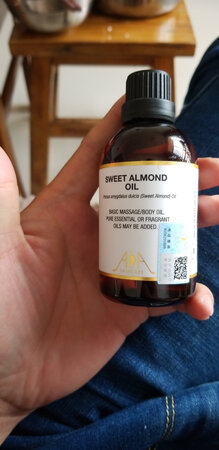 SWEET ALMOND
OIL
Prunus amygdalus dulcis (Sweet Almond) Oil
BASIC MASSAGE/BODY OIL.
PURE ESSENTIAL OR FRAGRANT
OILS MAY BE ADDED.